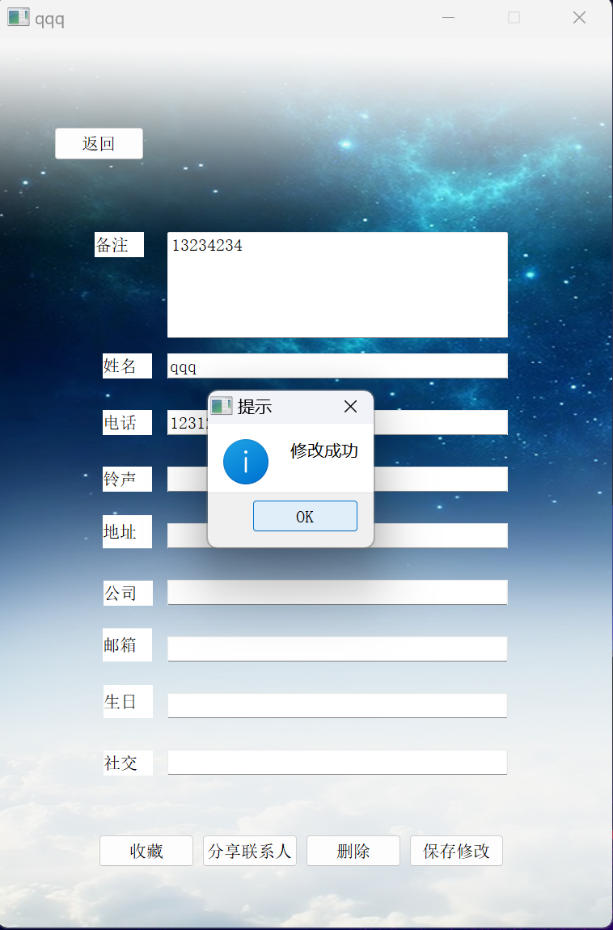 qqq
返回
备注 13234234
姓名 qqq
提示
电话
修改成功
铃声
OK
地址
公司
邮箱
生日
社交
收藏 分享联系人 删除 保存修改